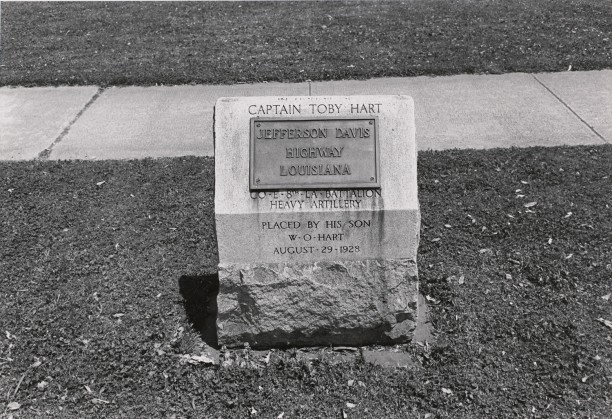 CAPTAIN TOBY HART
JEFFERSON DAVIS
HIGHWAY
LOUISIANA
CO·E·8TH·LA·BATTALION
HEAVY ARTILLERY
PLACED BY HIS SON
W·O·HART
AUGUST·29·1928